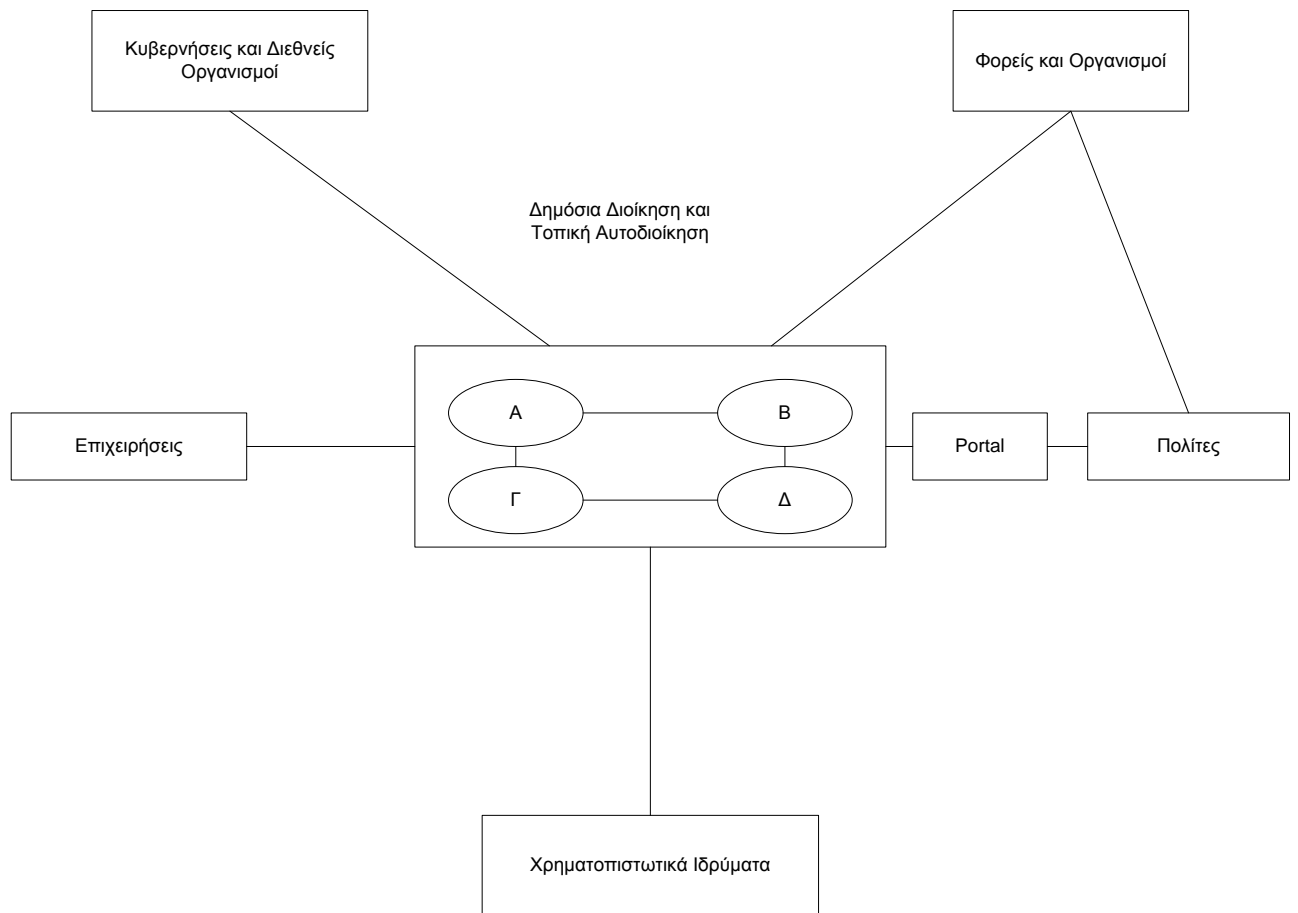 Κυβερνήσεις και Διεθνείς
Οργανισμοί
Φορείς και Οργανισμοί
Δημόσια Διοίκηση και
Τοπική Αυτοδιοίκηση
Α
Β
Επιχειρήσεις
Portal
Πολίτες
Γ
Δ
Χρηματοπιστωτικά Ιδρύματα